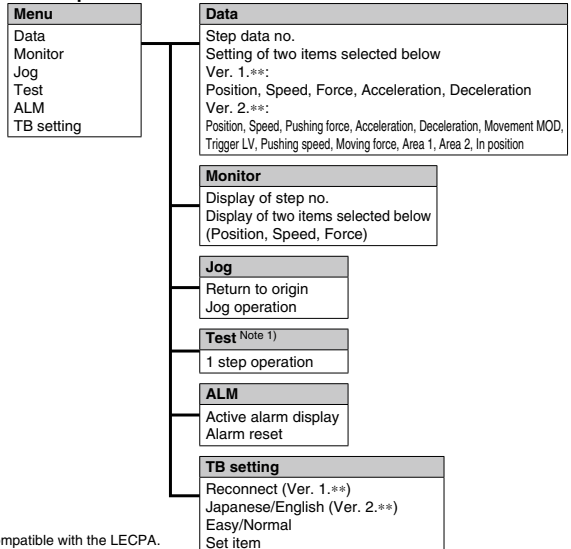 Menu
Data
Monitor
Jog
Test
ALM
TB setting
Data
Step data no.
Setting of two items selected below
Ver. 1.**:
Position, Speed, Force, Acceleration, Deceleration
Ver. 2.**:
Position, Speed, Pushing force, Acceleration, Deceleration, Movement MOD,
Trigger LV, Pushing speed, Moving force, Area 1, Area 2, In position
Monitor
Display of step no.
Display of two items selected below
(Position, Speed, Force)
Jog
Return to origin
Jog operation
Test Note 1)
1 step operation
ALM
Active alarm display
Alarm reset
TB setting
Reconnect (Ver. 1.**)
Japanese/English (Ver. 2.**)
Easy/Normal
Set item
with the LECPA.